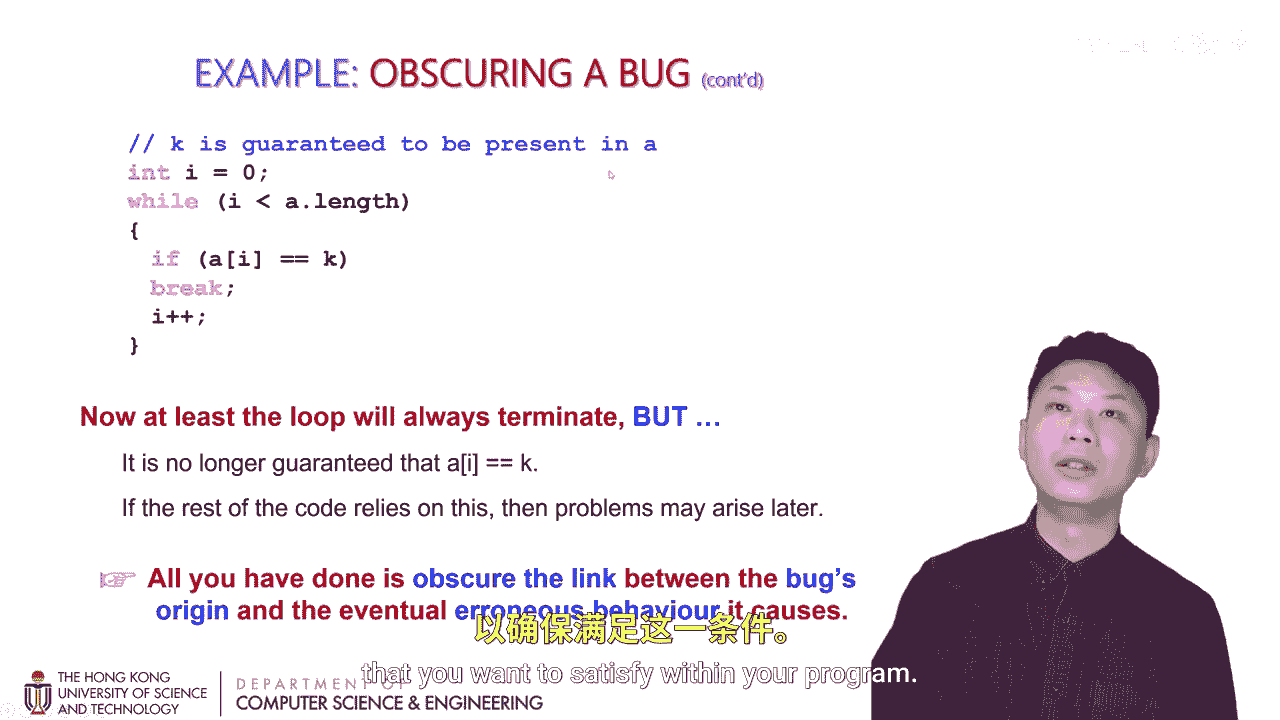 EXAMPLE: OBSCURING A BUG (cont'd)
// k is guaranteed to be present in a
int i = 0;
while (i < a.length)
{
if (a[i] == k)
break;
i++;
}
Now at least the loop will always terminate, BUT …
It is no longer guaranteed that a[i] == k.
If the rest of the code relies on this, then problems may arise later.
☞ All you have done is obscure the link between the bug's
origin and the eventual erroneous behaviour it causes.
以确保满足这一条件。
that you want to satisfy within your program.
THE HONG KONG
UNIVERSITY OF SCIENCE
AND TECHNOLOGY
DEPARTMENT OF
COMPUTER SCIENCE & ENGINEERING